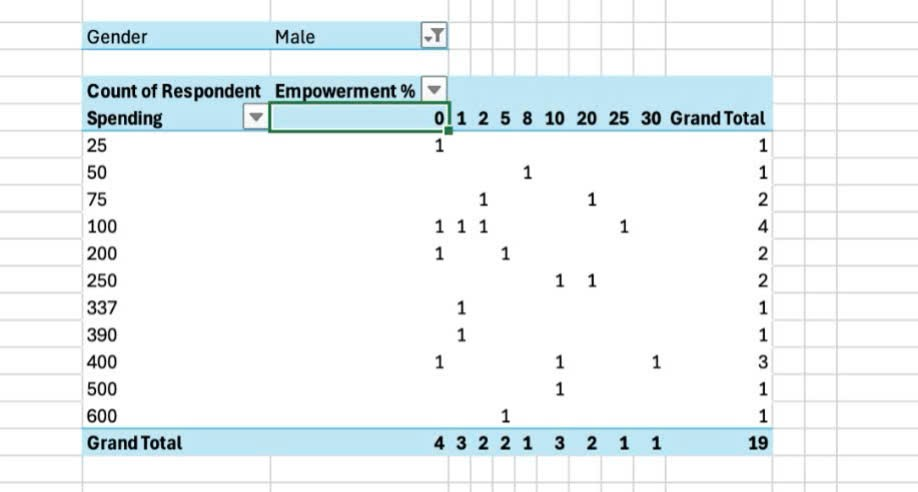 Gender Male
Count of Respondent Empowerment %
Spending 0 1 2 5 8 10 20 25 30 Grand Total
25 1 1
50 1 1
75 1 1 2
100 1 1 1 1 4
200 1 1 2
250 1 1 2
337 1 1
390 1 1
400 1 1 1 3
500 1 1
600 1 1
Grand Total 4 3 2 2 1 3 2 1 1 19